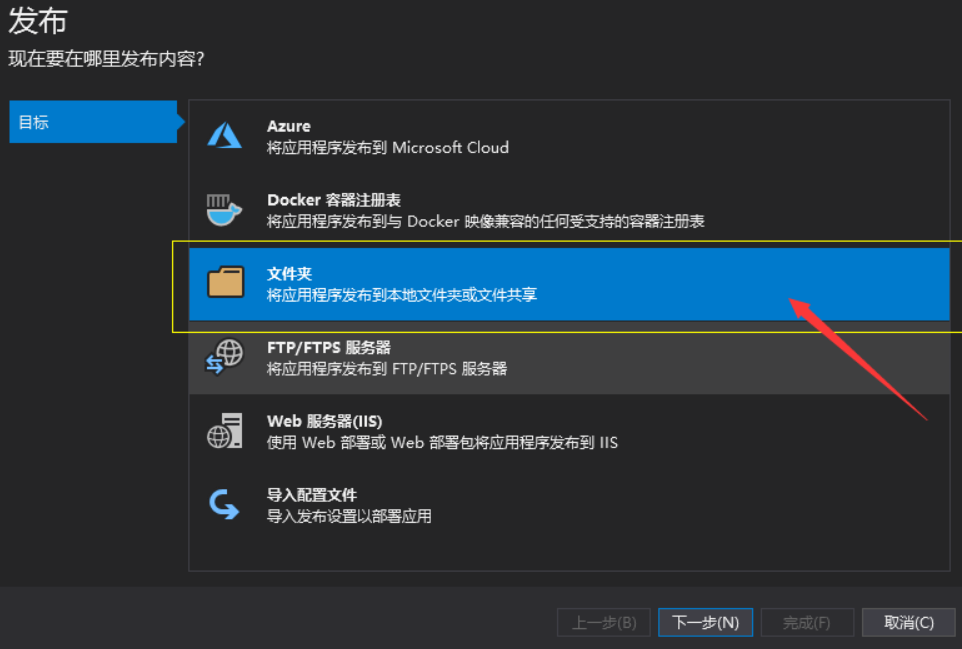 发布
现在要在哪里发布内容?
目标
Azure
将应用程序发布到 Microsoft Cloud
Docker 容器注册表
将应用程序发布到与 Docker 映像兼容的任何受支持的容器注册表
文件夹
将应用程序发布到本地文件夹或文件共享
FTP/FTPS 服务器
将应用程序发布到 FTP/FTPS 服务器
Web 服务器(IIS)
使用 Web 部署或 Web 部署包将应用程序发布到 IIS
导入配置文件
导入发布设置以部署应用
上一步(B)
下一步(N)
完成(F)
取消(C)